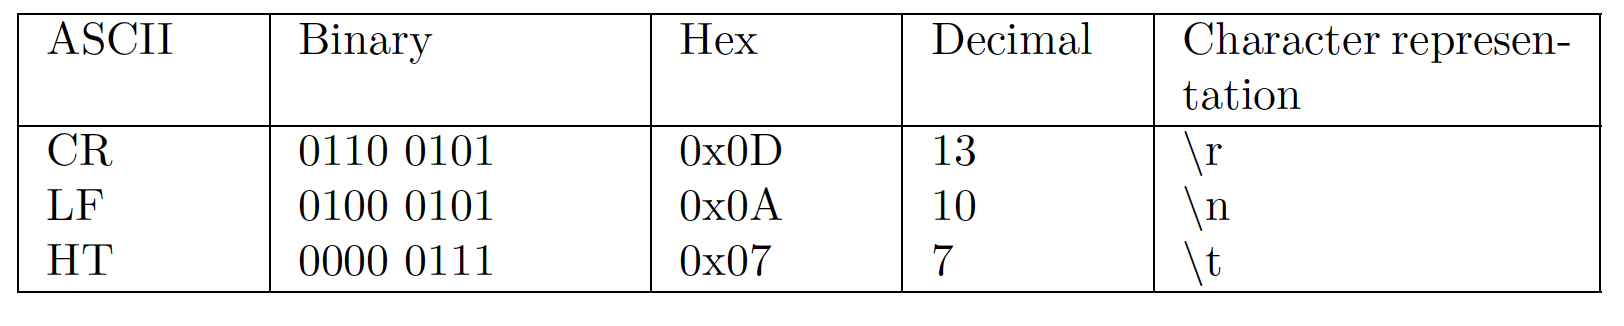 ASCII Binary Hex Decimal Character represen-
tation
CR 0110 0101 0x0D 13 \r
LF 0100 0101 0x0A 10 \n
HT 0000 0111 0x07 7 \t